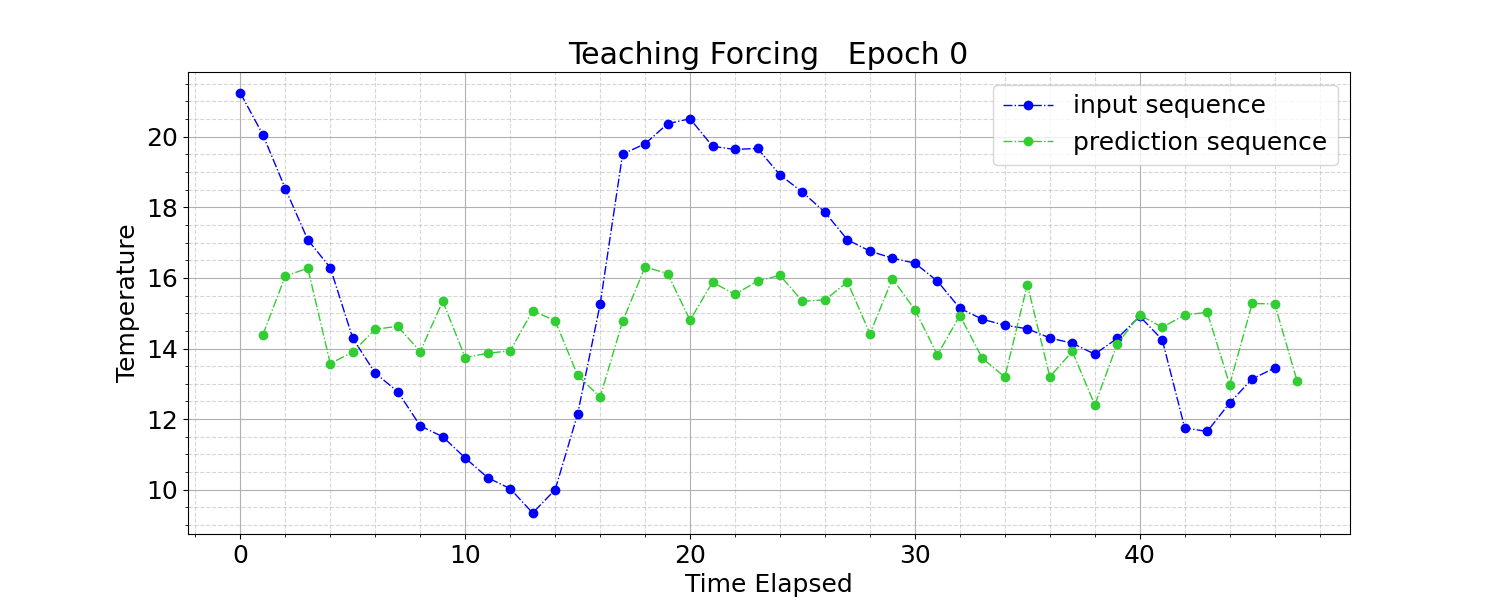 Teaching Forcing   Epoch 0
input sequence
prediction sequence
Temperature
20
18
16
14
12
10
0 10 20 30 40
Time Elapsed